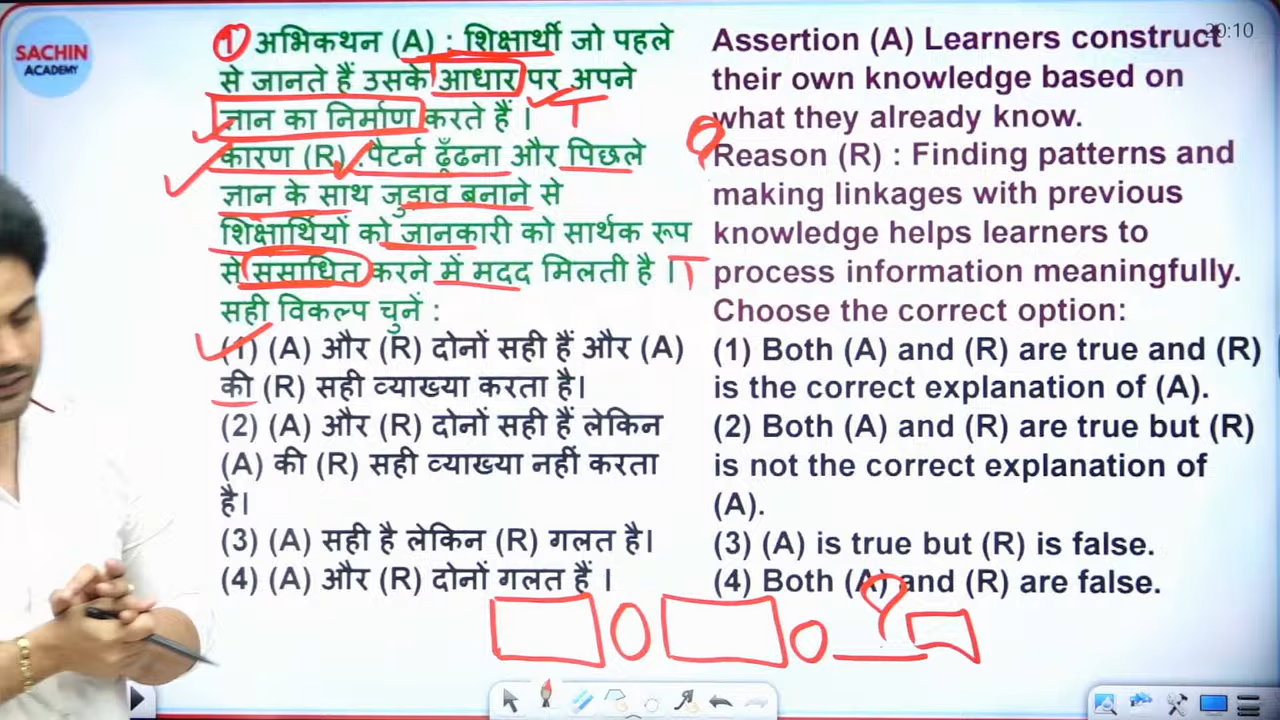 SACHIN
ACADEMY
20:10
1 अभिकथन (A) : शिक्षार्थी जो पहले
से जानते हैं उसके आधार पर अपने
ज्ञान का निर्माण करते हैं । T
कारण (R) पैटर्न ढूँढना और पिछले
ज्ञान के साथ जुडाव बनाने से
शिक्षार्थियों को जानकारी को सार्थक रूप
से ससाधित करने में मदद मिलती है । T
सही विकल्प चुनें :
(1) (A) और (R) दोनों सही हैं और (A)
की (R) सही व्याख्या करता है।
(2) (A) और (R) दोनों सही हैं लेकिन
(A) की (R) सही व्याख्या नहीं करता
है।
(3) (A) सही है लेकिन (R) गलत है।
(4) (A) और (R) दोनों गलत हैं ।
Assertion (A) Learners construct
their own knowledge based on
what they already know.
Reason (R) : Finding patterns and
making linkages with previous
knowledge helps learners to
process information meaningfully.
Choose the correct option:
(1) Both (A) and (R) are true and (R)
is the correct explanation of (A).
(2) Both (A) and (R) are true but (R)
is not the correct explanation of
(A).
(3) (A) is true but (R) is false.
(4) Both (A) and (R) are false.